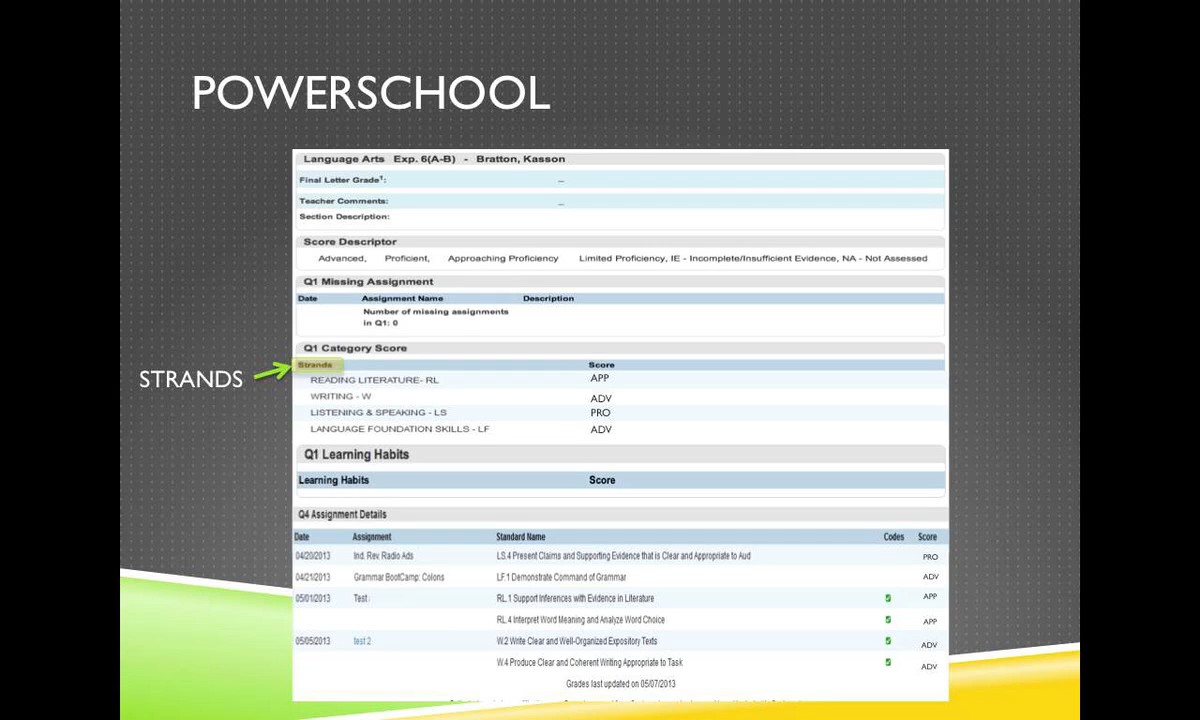 POWERSCHOOL
Language Arts Exp. 6(A-B) - Bratton, Kasson
Final Letter Grade¹: --
Teacher Comments: --
Section Description:
Score Descriptor
Advanced, Proficient, Approaching Proficiency Limited Proficiency, IE - Incomplete/Insufficient Evidence, NA - Not Assessed
Q1 Missing Assignment
Date Assignment Name Description
Number of missing assignments
in Q1: 0
Q1 Category Score
STRANDS
Strands Score
READING LITERATURE- RL APP
WRITING - W ADV
LISTENING & SPEAKING - LS PRO
LANGUAGE FOUNDATION SKILLS - LF ADV
Q1 Learning Habits
Learning Habits Score
Q4 Assignment Details
Date Assignment Standard Name Codes Score
04/20/2013 Ind. Rev. Radio Ads LS.4 Present Claims and Supporting Evidence that is Clear and Appropriate to Aud PRO
04/21/2013 Grammar BootCamp: Colons LF.1 Demonstrate Command of Grammar ADV
05/01/2013 Test: RL.1 Support Inferences with Evidence in Literature APP
RL.4 Interpret Word Meaning and Analyze Word Choice APP
05/05/2013 test 2 W.2 Write Clear and Well-Organized Expository Texts ADV
W.4 Produce Clear and Coherent Writing Appropriate to Task ADV
Grades last updated on 05/07/2013